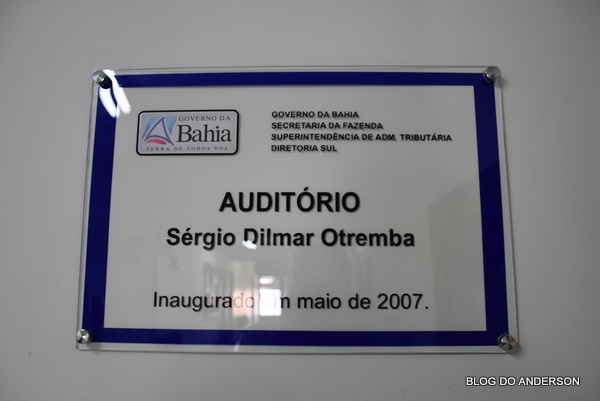 GOVERNO DA
Bahia
TERRA DE TODOS NÓS
GOVERNO DA BAHIA
SECRETARIA DA FAZENDA
SUPERINTENDÊNCIA DE ADM. TRIBUTÁRIA
DIRETORIA SUL
AUDITÓRIO
Sérgio Dilmar Otremba
Inaugurado em maio de 2007.
BLOG DO ANDERSON